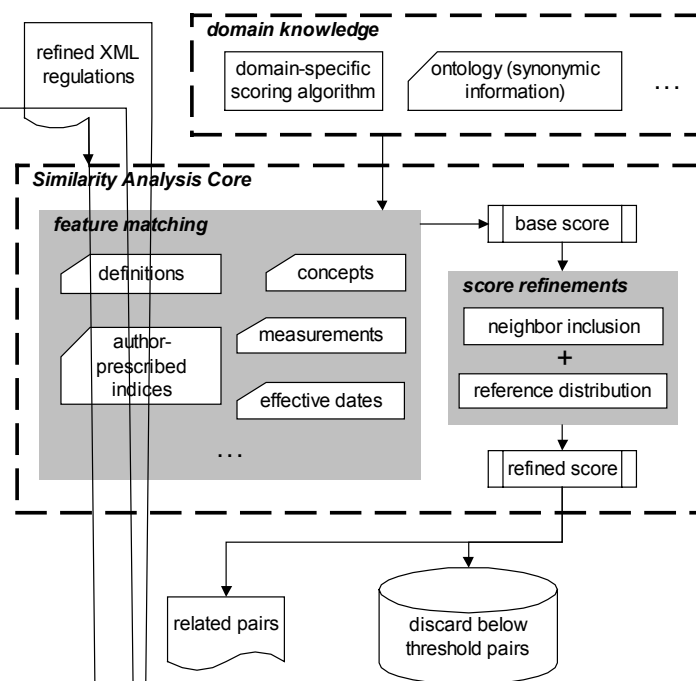 domain knowledge
refined XML
regulations
domain-specific
scoring algorithm
ontology (synonymic
information)
...
Similarity Analysis Core
feature matching
definitions
concepts
author-
prescribed
indices
measurements
effective dates
...
base score
score refinements
neighbor inclusion
+
reference distribution
refined score
related pairs
discard below
threshold pairs